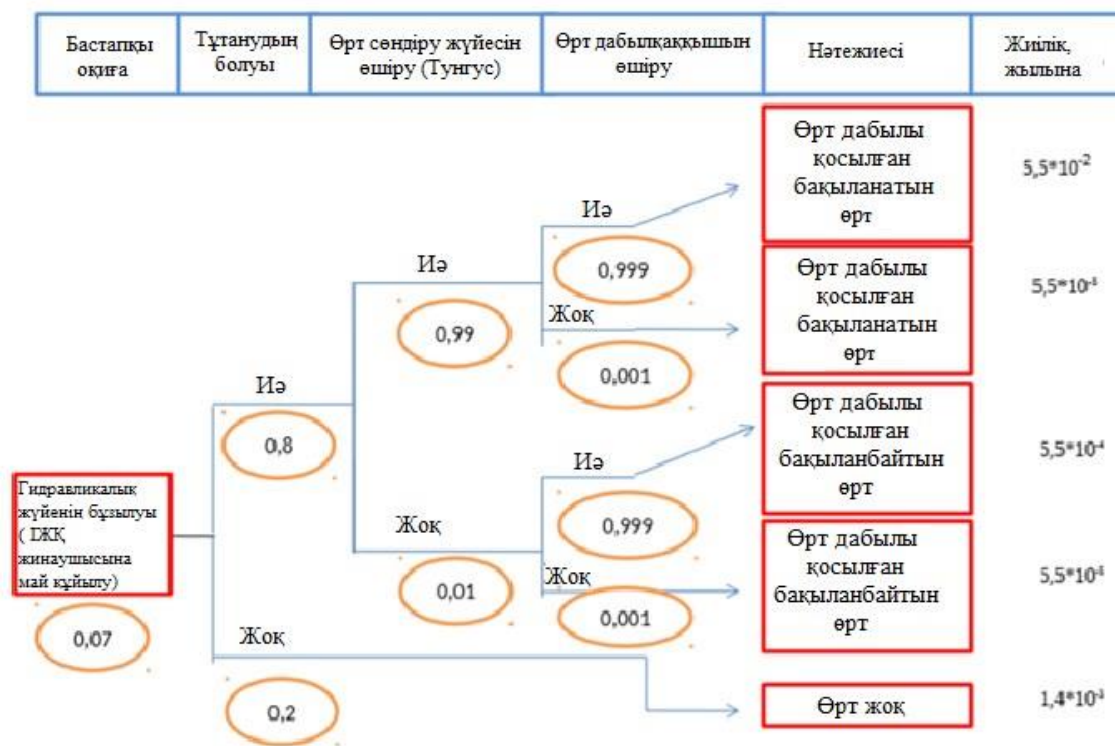 Бастапқы
оқиға
Тұтанудың
болуы
Өрт сөндіру жүйесін
өшіру (Тунгус)
Өрт дабылқаққышын
өшіру
Нәтежиесі
Жиілік,
жылына
Өрт дабылы
қосылған
бақыланатын
өрт
5,5*10⁻²
Иә
0,999
Иә
0,99
Өрт дабылы
қосылған
бақыланатын
өрт
Жоқ
0,001
Иә
0,8
Өрт дабылы
қосылған
бақыланбайтын
өрт
5,5*10⁻⁴
Иә
0,999
Гидравликалық
жүйенің бұзылуы
жинаушысына
май құйылу)
0,07
Жоқ
0,01
Өрт дабылы
қосылған
бақыланбайтын
өрт
Жоқ
0,001
Жоқ
0,2
Өрт жоқ